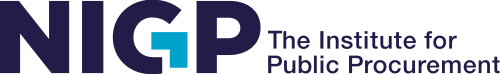 NIGP
The Institute for
Public Procurement